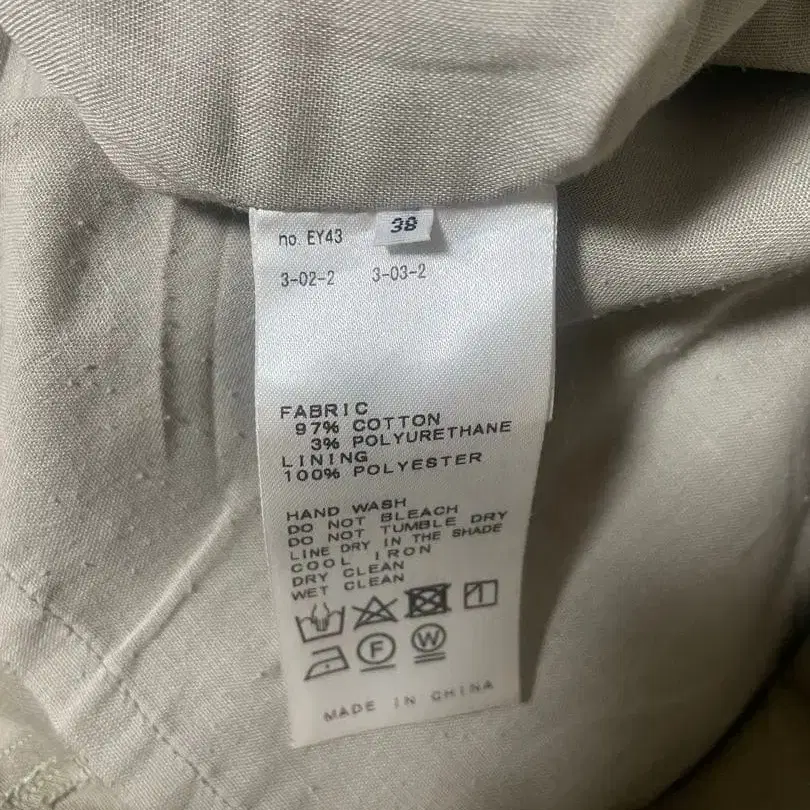 no. EY43 38
3-02-2 3-03-2
FABRIC
97% COTTON
3% POLYURETHANE
LINING
100% POLYESTER
HAND WASH
DO NOT BLEACH
DO NOT TUMBLE DRY
LINE DRY IN THE SHADE
COOL IRON
DRY CLEAN
WET CLEAN
F W
MADE IN CHINA